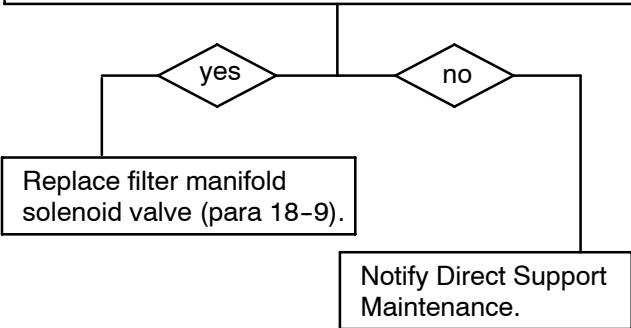 yes
no
Replace filter manifold
solenoid valve (para 18-9).
Notify Direct Support
Maintenance.